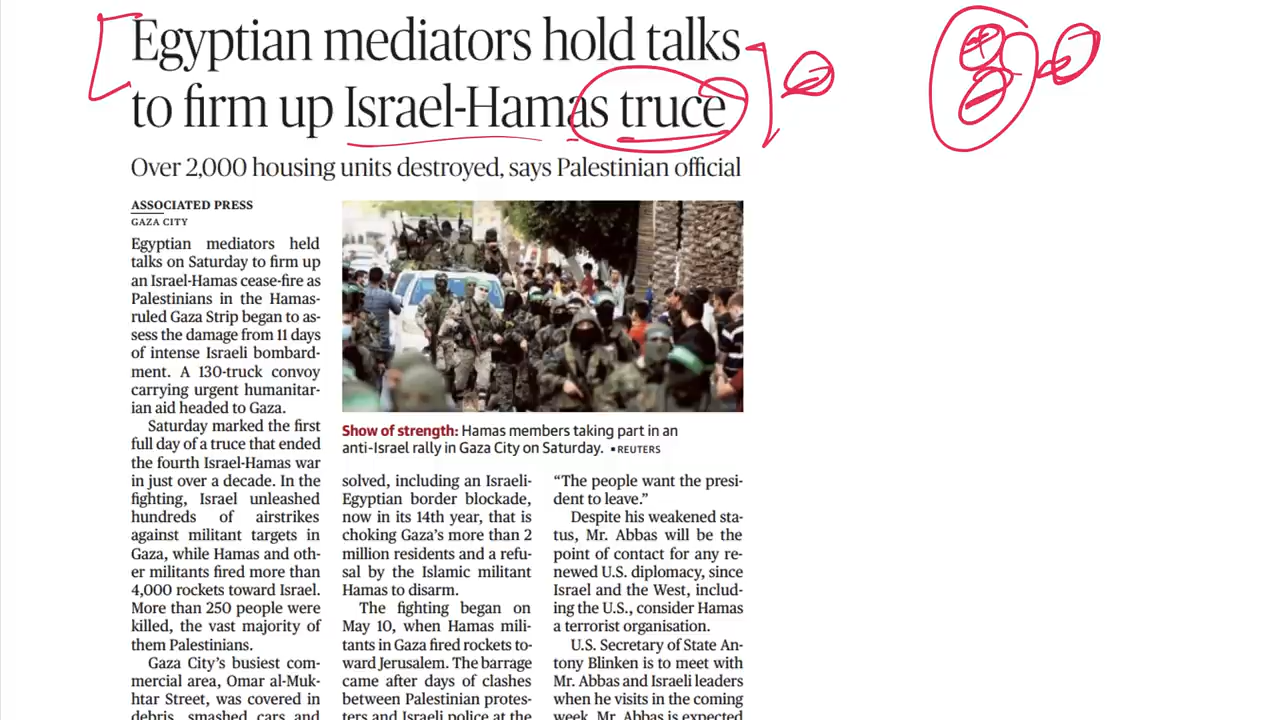 Egyptian mediators hold talks
to firm up Israel-Hamas truce
Over 2,000 housing units destroyed, says Palestinian official
ASSOCIATED PRESS
GAZA CITY
Egyptian mediators held
talks on Saturday to firm up
an Israel-Hamas cease-fire as
Palestinians in the Hamas-
ruled Gaza Strip began to as-
sess the damage from 11 days
of intense Israeli bombard-
ment. A 130-truck convoy
carrying urgent humanitar-
ian aid headed to Gaza.
Saturday marked the first
full day of a truce that ended
the fourth Israel-Hamas war
in just over a decade. In the
fighting, Israel unleashed
hundreds of airstrikes
against militant targets in
Gaza, while Hamas and oth-
er militants fired more than
4,000 rockets toward Israel.
More than 250 people were
killed, the vast majority of
them Palestinians.
Gaza City's busiest com-
mercial area, Omar al-Muk-
htar Street, was covered in
debris, smashed cars and
Show of strength: Hamas members taking part in an
anti-Israel rally in Gaza City on Saturday. •REUTERS
solved, including an Israeli-
Egyptian border blockade,
now in its 14th year, that is
choking Gaza's more than 2
million residents and a refu-
sal by the Islamic militant
Hamas to disarm.
The fighting began on
May 10, when Hamas mili-
tants in Gaza fired rockets to-
ward Jerusalem. The barrage
came after days of clashes
between Palestinian protes-
ters and Israeli police at the
“The people want the presi-
dent to leave.”
Despite his weakened sta-
tus, Mr. Abbas will be the
point of contact for any re-
newed U.S. diplomacy, since
Israel and the West, includ-
ing the U.S., consider Hamas
a terrorist organisation.
U.S. Secretary of State An-
tony Blinken is to meet with
Mr. Abbas and Israeli leaders
when he visits in the coming
week. Mr. Abbas is expected